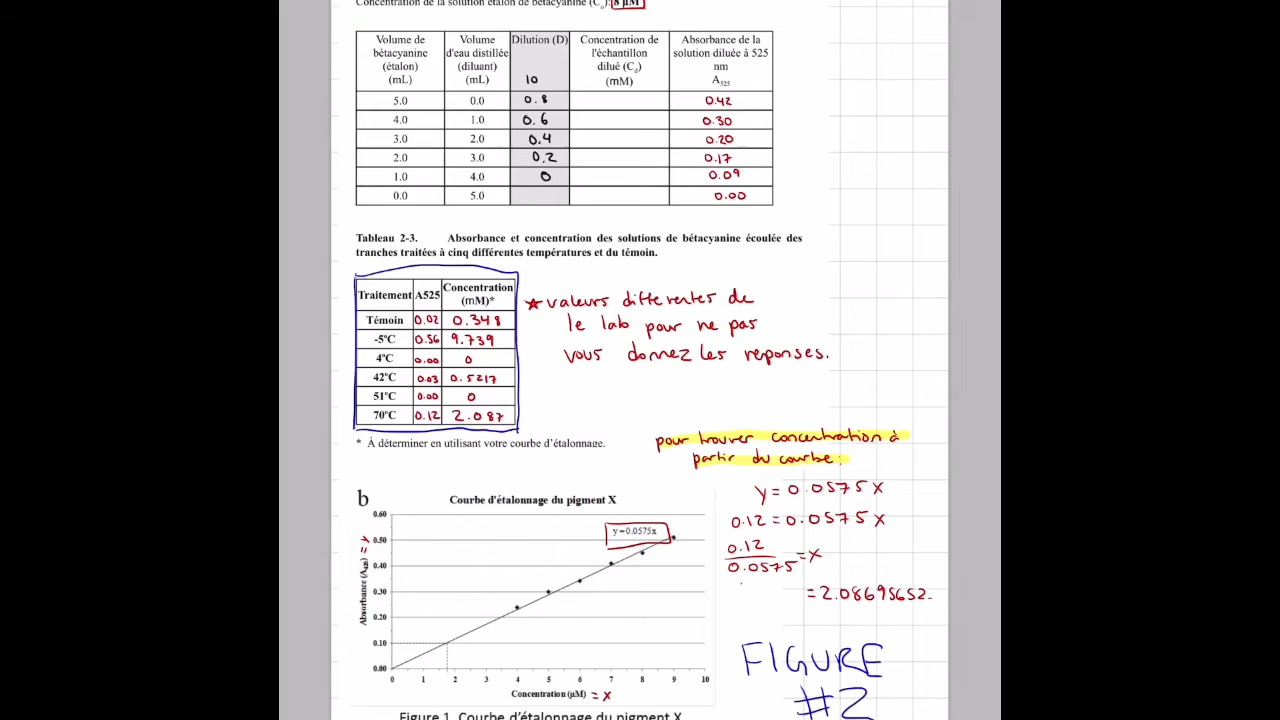 Concentration de la solution étalon de bétacyanine (C₀): 8 µM
Volume de bétacyanine (étalon) (mL) | Volume d'eau distillée (diluant) (mL) | Dilution (D) 10 | Concentration de l'échantillon dilué (Cd) (mM) | Absorbance de la solution diluée à 525 nm A525
5.0 | 0.0 | 0.8 | | 0.42
4.0 | 1.0 | 0.6 | | 0.30
3.0 | 2.0 | 0.4 | | 0.20
2.0 | 3.0 | 0.2 | | 0.17
1.0 | 4.0 | 0 | | 0.09
0.0 | 5.0 | | | 0.00
Tableau 2-3. Absorbance et concentration des solutions de bétacyanine écoulée des
tranches traitées à cinq différentes températures et du témoin.
Traitement | A525 | Concentration (mM)*
Témoin | 0.02 | 0.348
-5°C | 0.56 | 9.739
4°C | 0.00 | 0
42°C | 0.03 | 0.5217
51°C | 0.00 | 0
70°C | 0.12 | 2.087
* À déterminer en utilisant votre courbe d'étalonnage.
★ valeurs differentes de
le lab pour ne pas
vous donnez les reponses.
pour trouver concentration à
partir du courbe:
y = 0.0575 x
0.12 = 0.0575 x
0.12
0.0575 = x
= 2.08695652.
FIGURE
#2
b
Courbe d'étalonnage du pigment X
y=0.0575x
Absorbance (A428) = y
0.60
0.50
0.40
0.30
0.20
0.10
0.00
0 1 2 3 4 5 6 7 8 9 10
Concentration (µM) = x
Figure 1. Courbe d'étalonnage du pigment X